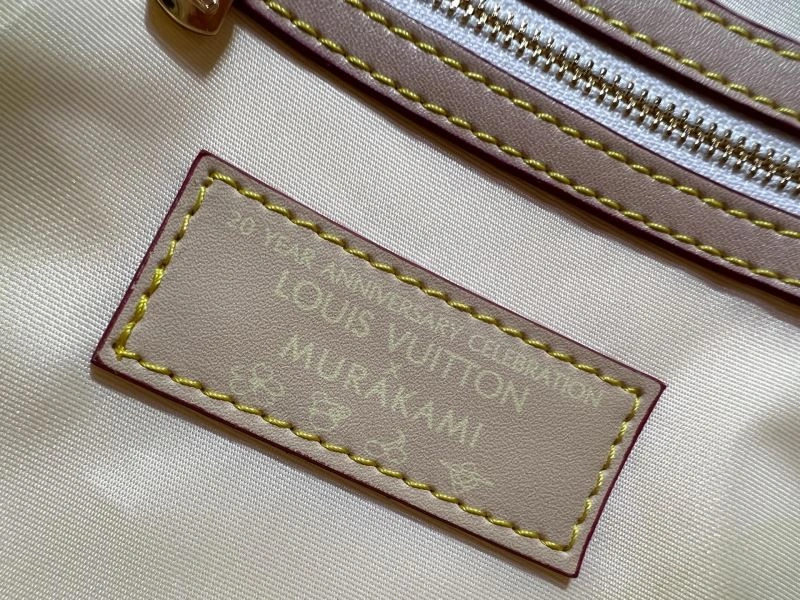 20 YEAR ANNIVERSARY CELEBRATION
LOUIS VUITTON
×
MURAKAMI